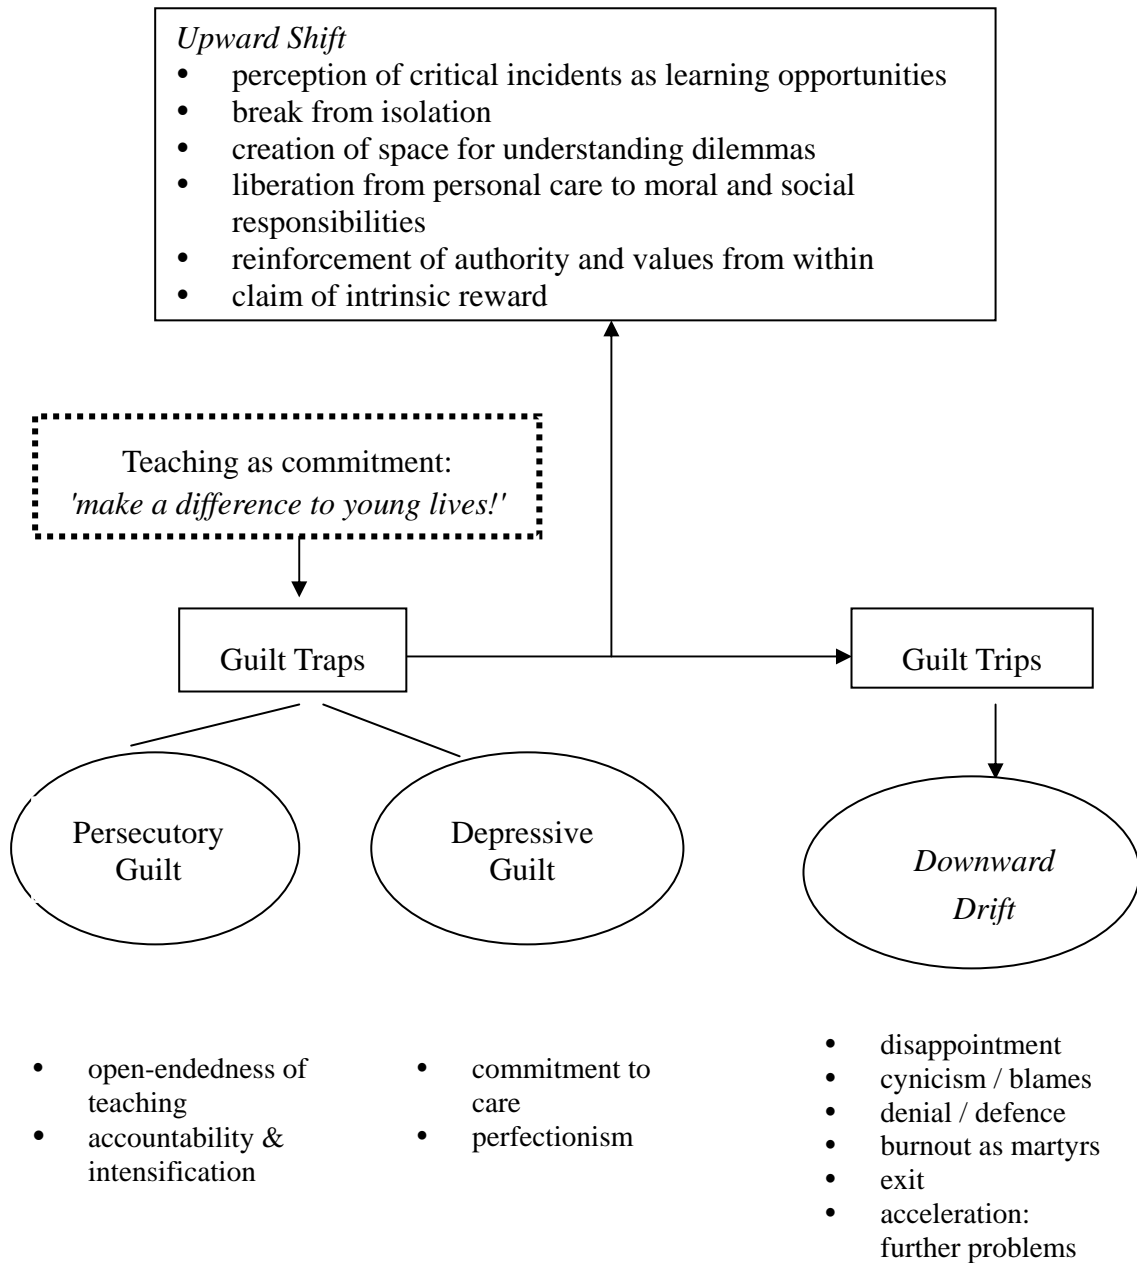 Upward Shift
• perception of critical incidents as learning opportunities
• break from isolation
• creation of space for understanding dilemmas
• liberation from personal care to moral and social
responsibilities
• reinforcement of authority and values from within
• claim of intrinsic reward
Teaching as commitment:
'make a difference to young lives!'
Guilt Traps
Guilt Trips
Persecutory
Guilt
Depressive
Guilt
Downward
Drift
• open-endedness of
teaching
• accountability &
intensification
• commitment to
care
• perfectionism
• disappointment
• cynicism / blames
• denial / defence
• burnout as martyrs
• exit
• acceleration:
further problems